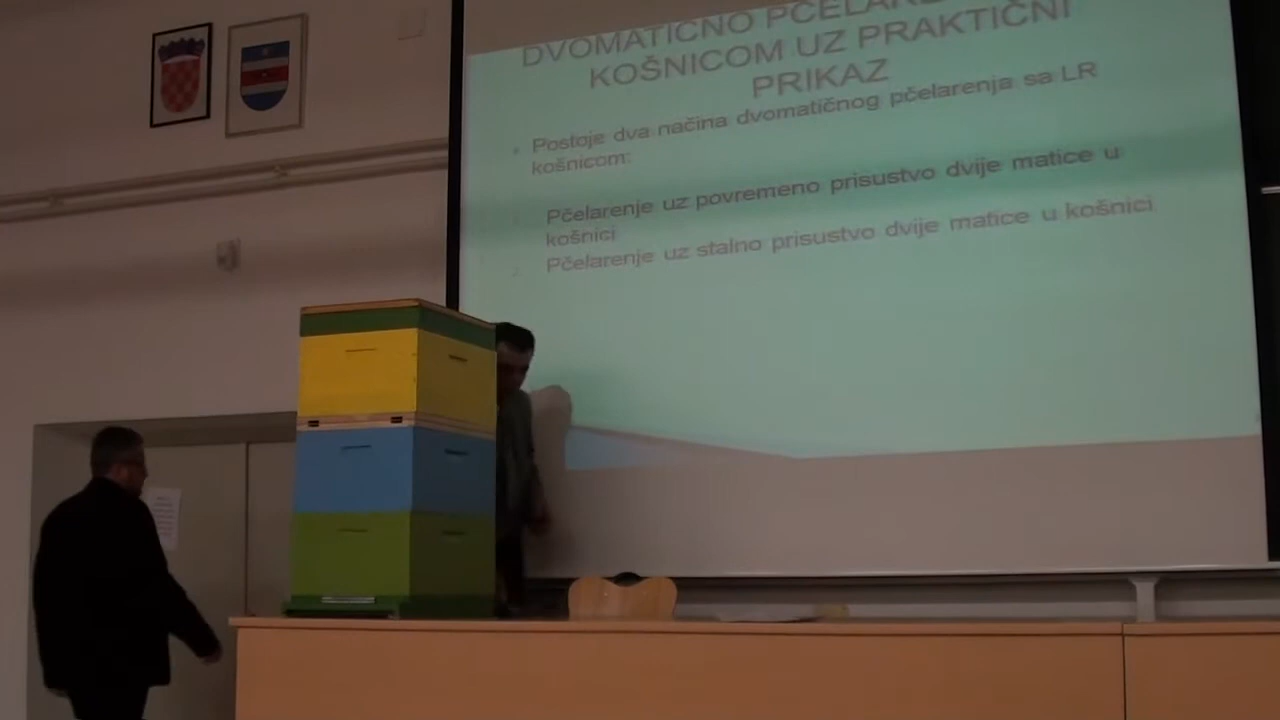 DVOMATIČNO
KOŠNICOM UZ PRAKTIČNI
PRIKAZ
Postoje dva načina dvomatičnog pčelarenja sa LR
košnicom:
Pčelarenje uz povremeno prisustvo dvije matice u
košnici
Pčelarenje uz stalno prisustvo dvije matice u košnici